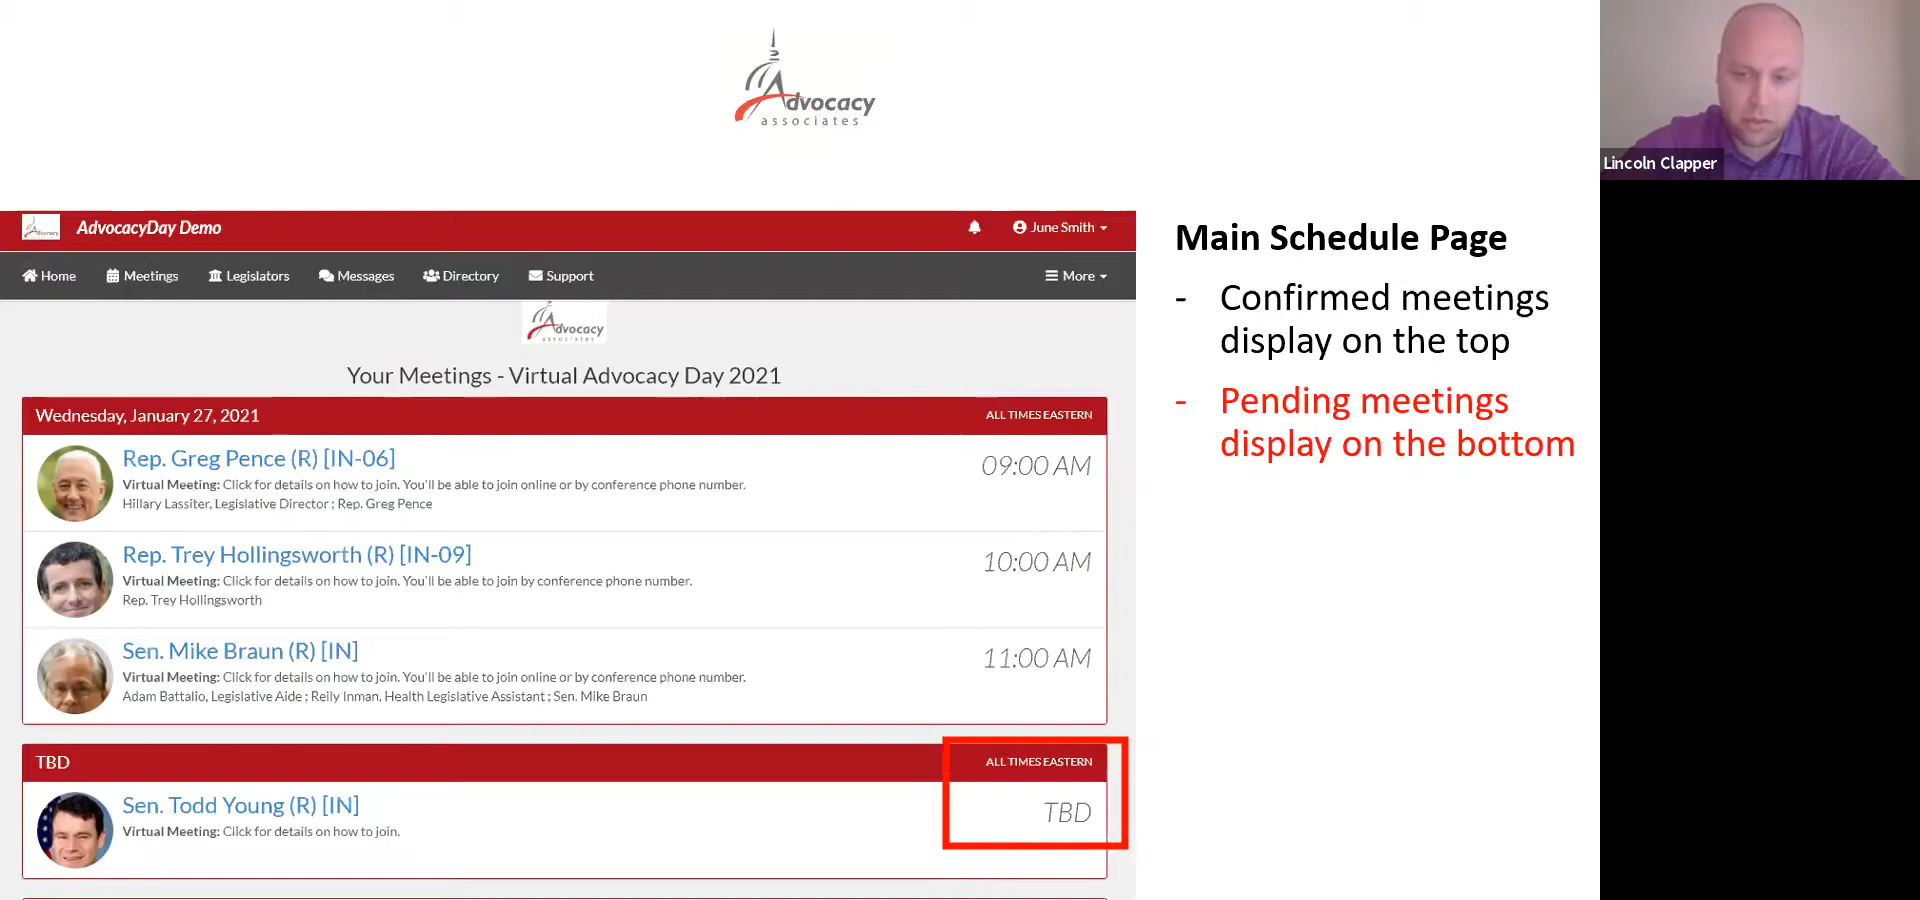 Advocacy
associates
Lincoln Clapper
AdvocacyDay Demo
June Smith
Home
Meetings
Legislators
Messages
Directory
Support
More
Advocacy
associates
Your Meetings - Virtual Advocacy Day 2021
Wednesday, January 27, 2021
ALL TIMES EASTERN
Rep. Greg Pence (R) [IN-06]
09:00 AM
Virtual Meeting: Click for details on how to join. You'll be able to join online or by conference phone number.
Hillary Lassiter, Legislative Director ; Rep. Greg Pence
Rep. Trey Hollingsworth (R) [IN-09]
10:00 AM
Virtual Meeting: Click for details on how to join. You'll be able to join by conference phone number.
Rep. Trey Hollingsworth
Sen. Mike Braun (R) [IN]
11:00 AM
Virtual Meeting: Click for details on how to join. You'll be able to join online or by conference phone number.
Adam Battalio, Legislative Aide ; Reily Inman, Health Legislative Assistant ; Sen. Mike Braun
TBD
ALL TIMES EASTERN
Sen. Todd Young (R) [IN]
TBD
Virtual Meeting: Click for details on how to join.
Main Schedule Page
- Confirmed meetings
display on the top
- Pending meetings
display on the bottom